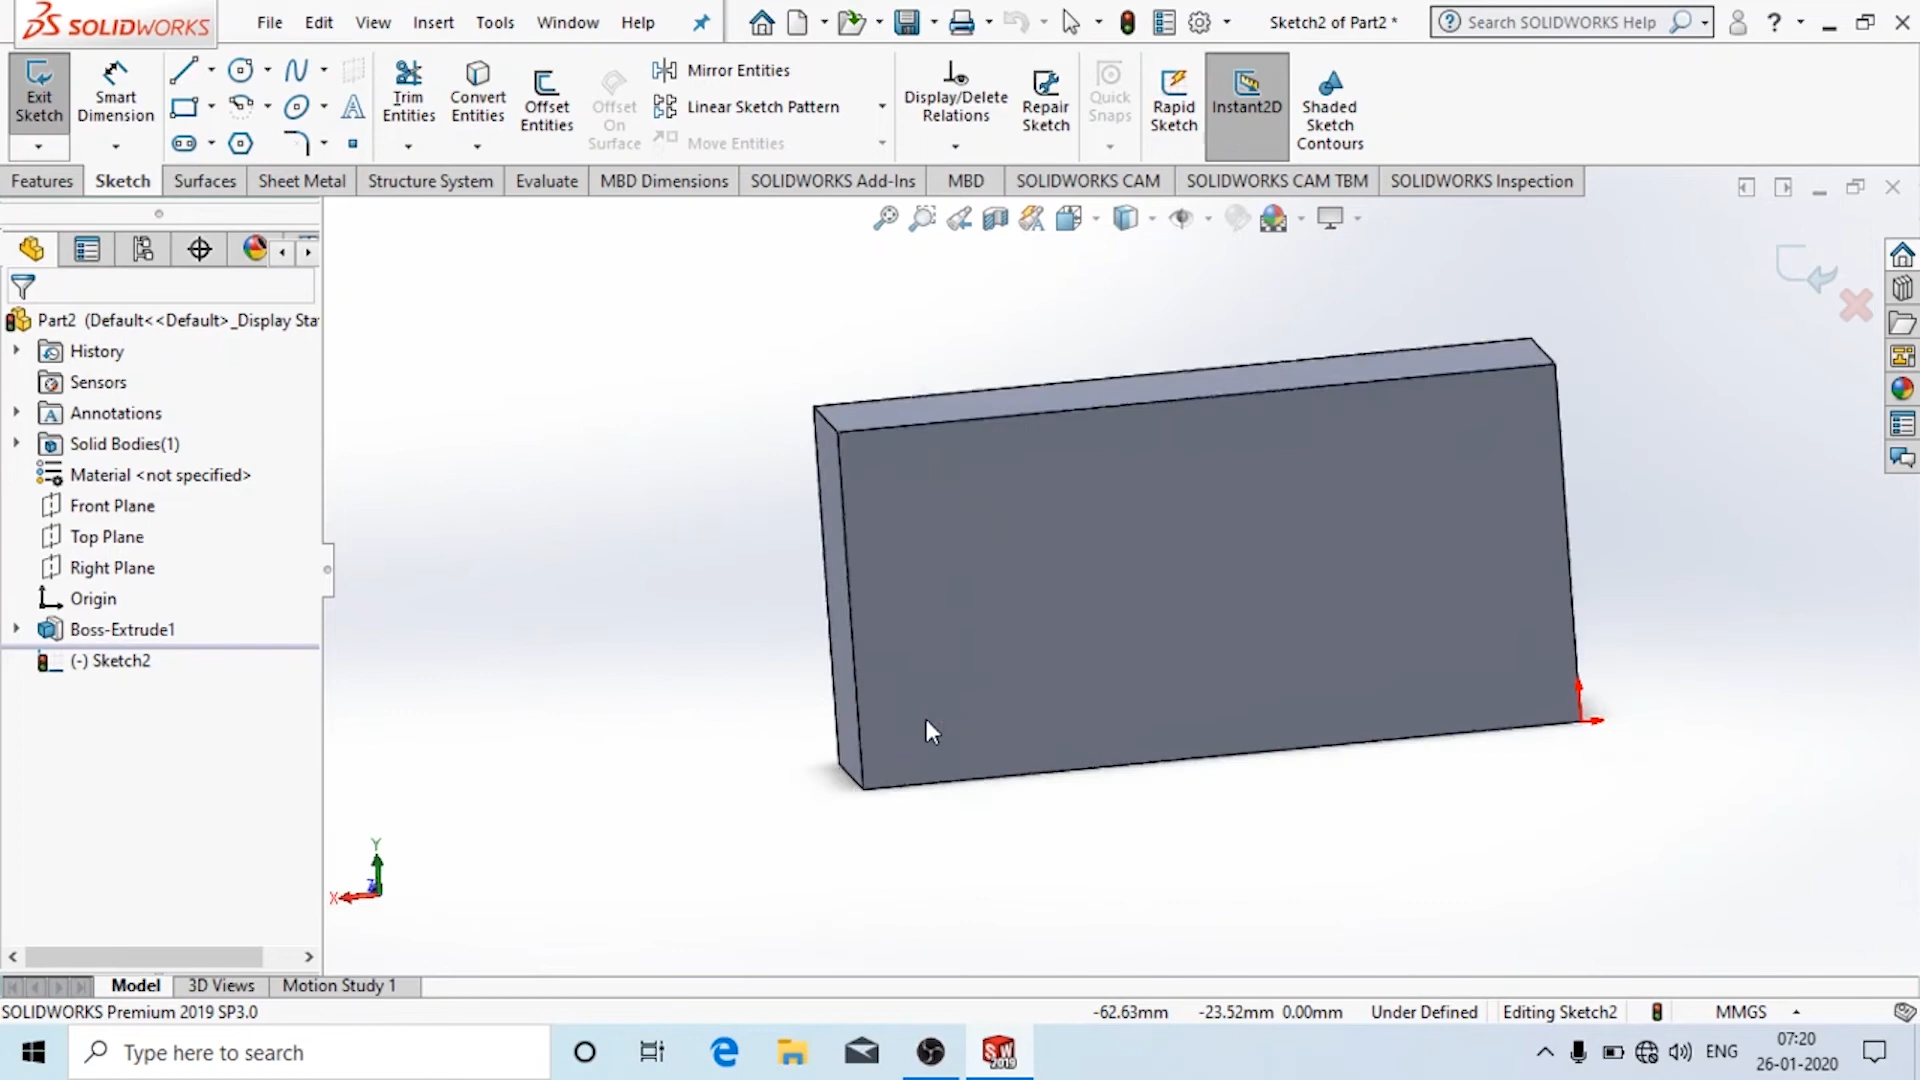 SOLIDWORKS
File Edit View Insert Tools Window Help
Sketch2 of Part2 *
Search SOLIDWORKS Help
Exit Sketch
Smart Dimension
Trim Entities
Convert Entities
Offset Entities
Offset On Surface
Mirror Entities
Linear Sketch Pattern
Move Entities
Display/Delete Relations
Repair Sketch
Quick Snaps
Rapid Sketch
Instant2D
Shaded Sketch Contours
Features Sketch Surfaces Sheet Metal Structure System Evaluate MBD Dimensions SOLIDWORKS Add-Ins MBD SOLIDWORKS CAM SOLIDWORKS CAM TBM SOLIDWORKS Inspection
Part2 (Default<<Default>_Display Sta
History
Sensors
Annotations
Solid Bodies(1)
Material <not specified>
Front Plane
Top Plane
Right Plane
Origin
Boss-Extrude1
(-) Sketch2
Y
X
Z
Model 3D Views Motion Study 1
SOLIDWORKS Premium 2019 SP3.0
-62.63mm -23.52mm 0.00mm Under Defined Editing Sketch2 MMGS
Type here to search
SW 2019
ENG
07:20
26-01-2020